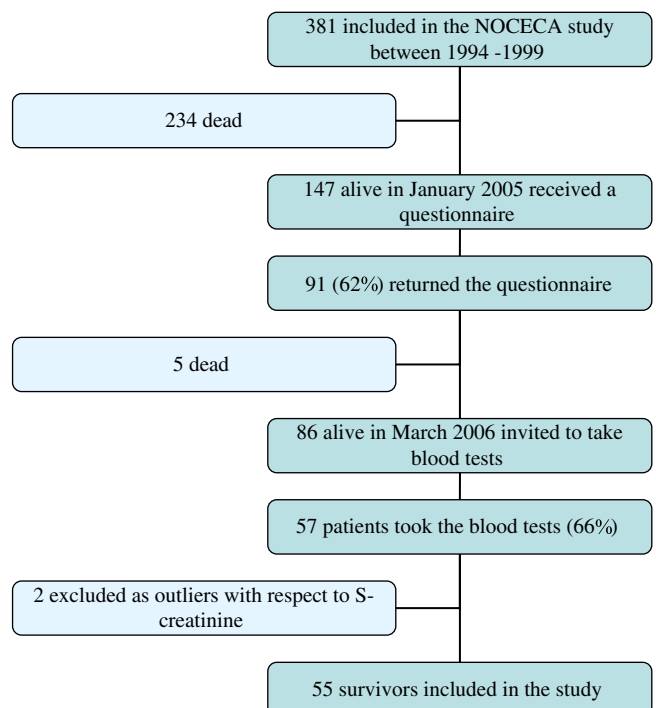 381 included in the NOCECA study
between 1994 -1999
234 dead
147 alive in January 2005 received a
questionnaire
91 (62%) returned the questionnaire
5 dead
86 alive in March 2006 invited to take
blood tests
57 patients took the blood tests (66%)
2 excluded as outliers with respect to S-
creatinine
55 survivors included in the study